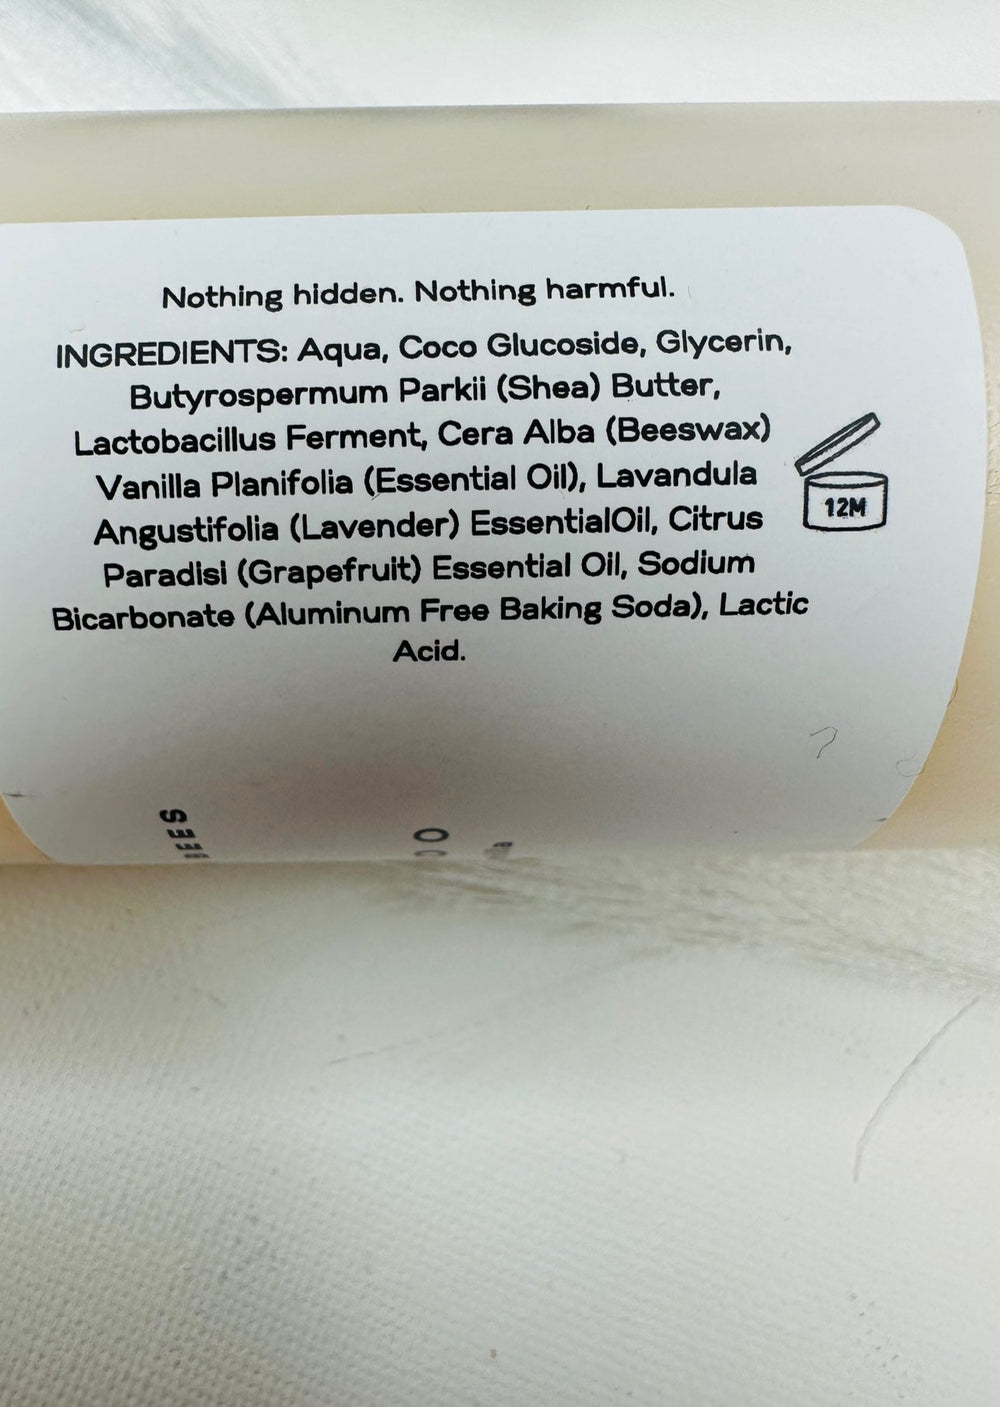 Nothing hidden. Nothing harmful.
INGREDIENTS: Aqua, Coco Glucoside, Glycerin,
Butyrospermum Parkii (Shea) Butter,
Lactobacillus Ferment, Cera Alba (Beeswax)
Vanilla Planifolia (Essential Oil), Lavandula
Angustifolia (Lavender) EssentialOil, Citrus
Paradisi (Grapefruit) Essential Oil, Sodium
Bicarbonate (Aluminum Free Baking Soda), Lactic
Acid.
12M